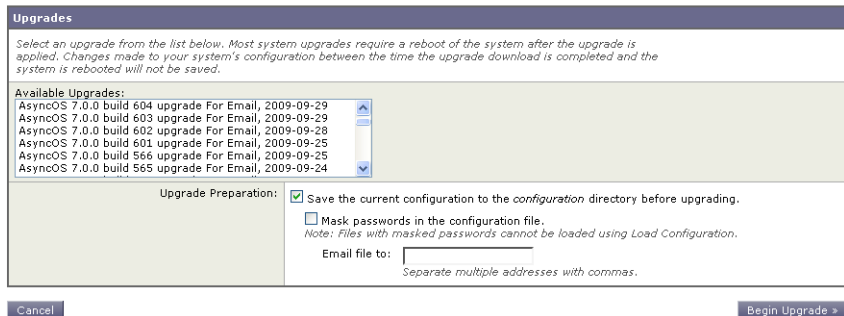 Upgrades
Select an upgrade from the list below. Most system upgrades require a reboot of the system after the upgrade is
applied. Changes made to your system's configuration between the time the upgrade download is completed and the
system is rebooted will not be saved.
Available Upgrades:
AsyncOS 7.0.0 build 604 upgrade For Email, 2009-09-29
AsyncOS 7.0.0 build 603 upgrade For Email, 2009-09-29
AsyncOS 7.0.0 build 602 upgrade For Email, 2009-09-28
AsyncOS 7.0.0 build 601 upgrade For Email, 2009-09-25
AsyncOS 7.0.0 build 566 upgrade For Email, 2009-09-25
AsyncOS 7.0.0 build 565 upgrade For Email, 2009-09-24
Upgrade Preparation:
Save the current configuration to the configuration directory before upgrading.
Mask passwords in the configuration file.
Note: Files with masked passwords cannot be loaded using Load Configuration.
Email file to:
Separate multiple addresses with commas.
Cancel
Begin Upgrade »